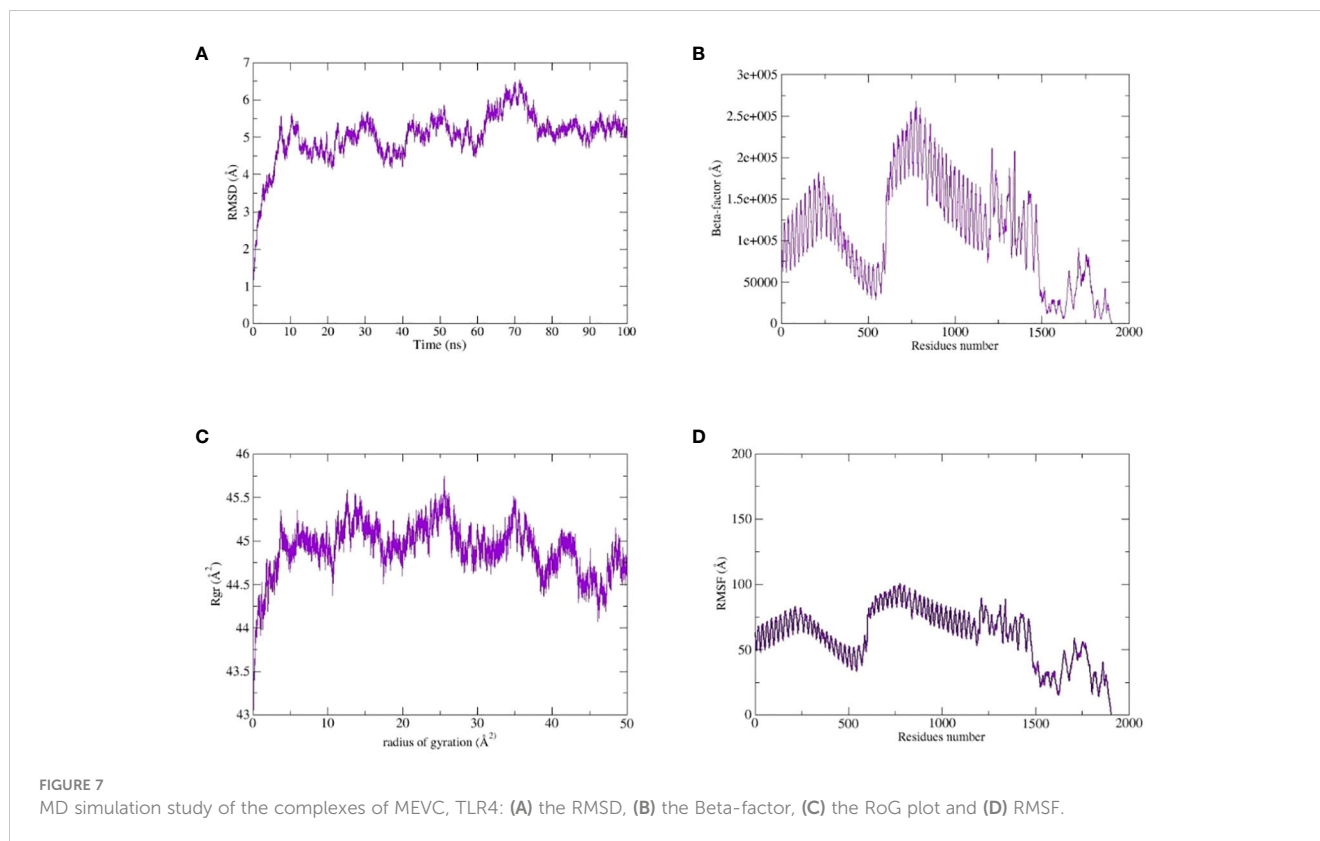 A
RMSD (Å)
7
6
5
4
3
2
1
0
0 10 20 30 40 50 60 70 80 90 100
Time (ns)
B
Beta-factor (Å)
3e+005
2.5e+005
2e+005
1.5e+005
1e+005
50000
0
0 500 1000 1500 2000
Residues number
C
Rgr (Å²)
46
45.5
45
44.5
44
43.5
43
0 10 20 30 40 50
radius of gyration (Å²)
D
RMSF (Å)
200
150
100
50
0
0 500 1000 1500 2000
Residues number
FIGURE 7
MD simulation study of the complexes of MEVC, TLR4: (A) the RMSD, (B) the Beta-factor, (C) the RoG plot and (D) RMSF.